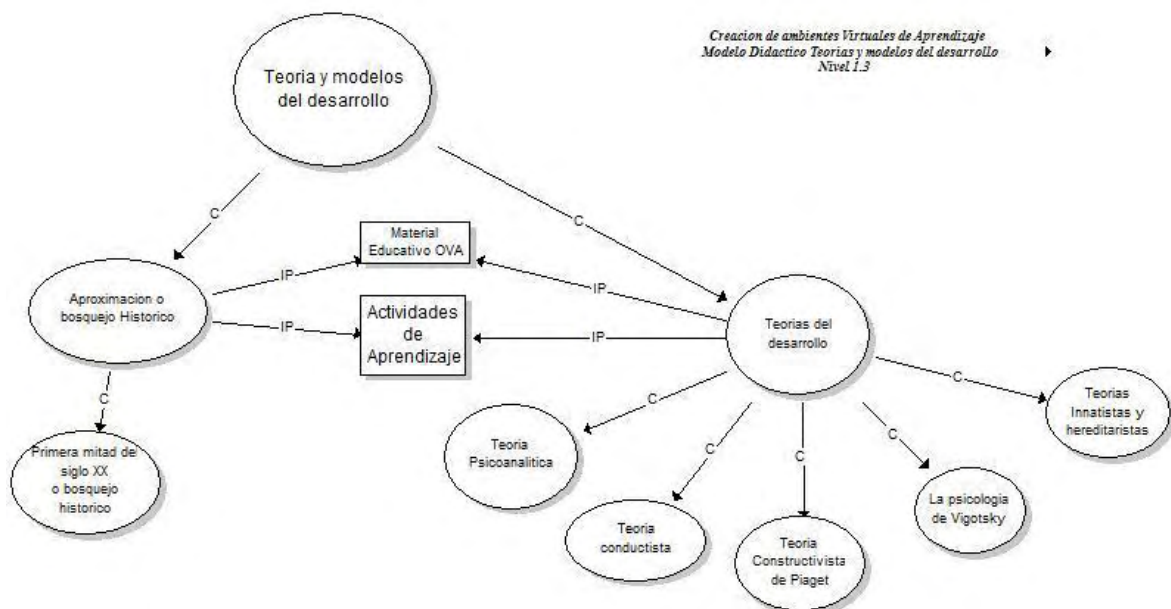 Creacion de ambientes Virtuales de Aprendizaje
Modelo Didactico Teorias y modelos del desarrollo
Nivel 1.3
Teoria y modelos
del desarrollo
C
C
Material
Educativo OVA
IP
IP
Aproximacion o
bosquejo Historico
Actividades
de
Aprendizaje
IP
IP
Teorias del
desarrollo
C
C
C
C
C
C
Primera mitad de
siglo XX
o bosquejo
historico
Teoria
Psicoanalitica
Teoria
conductista
Teoria
Constructivista
de Piaget
La psicologia
de Vigotsky
Teorias
Innatistas y
hereditaristas